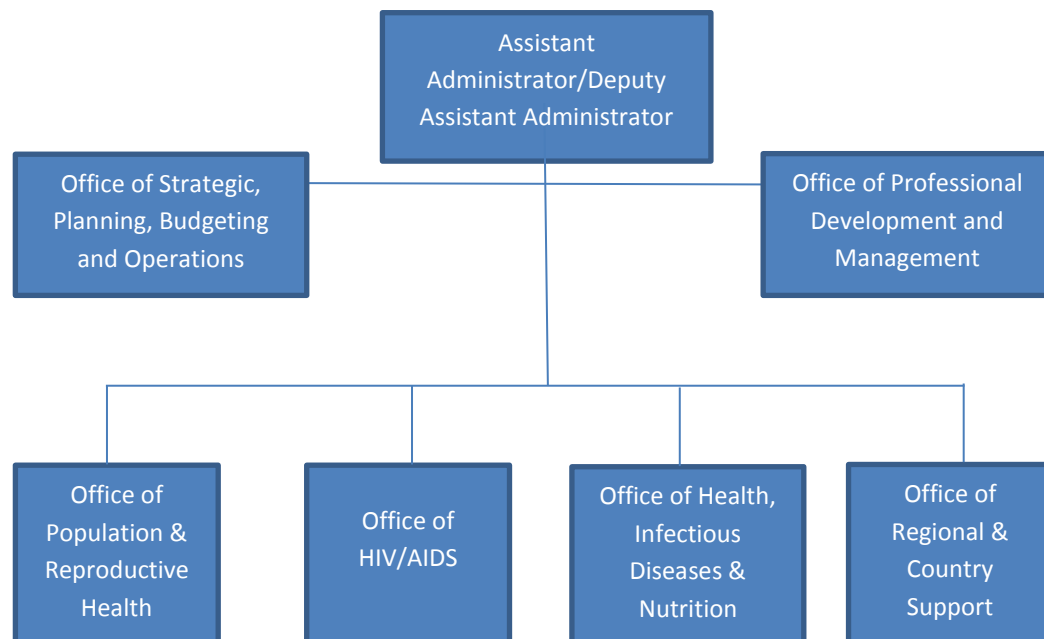 Assistant
Administrator/Deputy
Assistant Administrator
Office of Strategic,
Planning, Budgeting
and Operations
Office of Professional
Development and
Management
Office of
Population &
Reproductive
Health
Office of
HIV/AIDS
Office of Health,
Infectious
Diseases &
Nutrition
Office of
Regional &
Country
Support